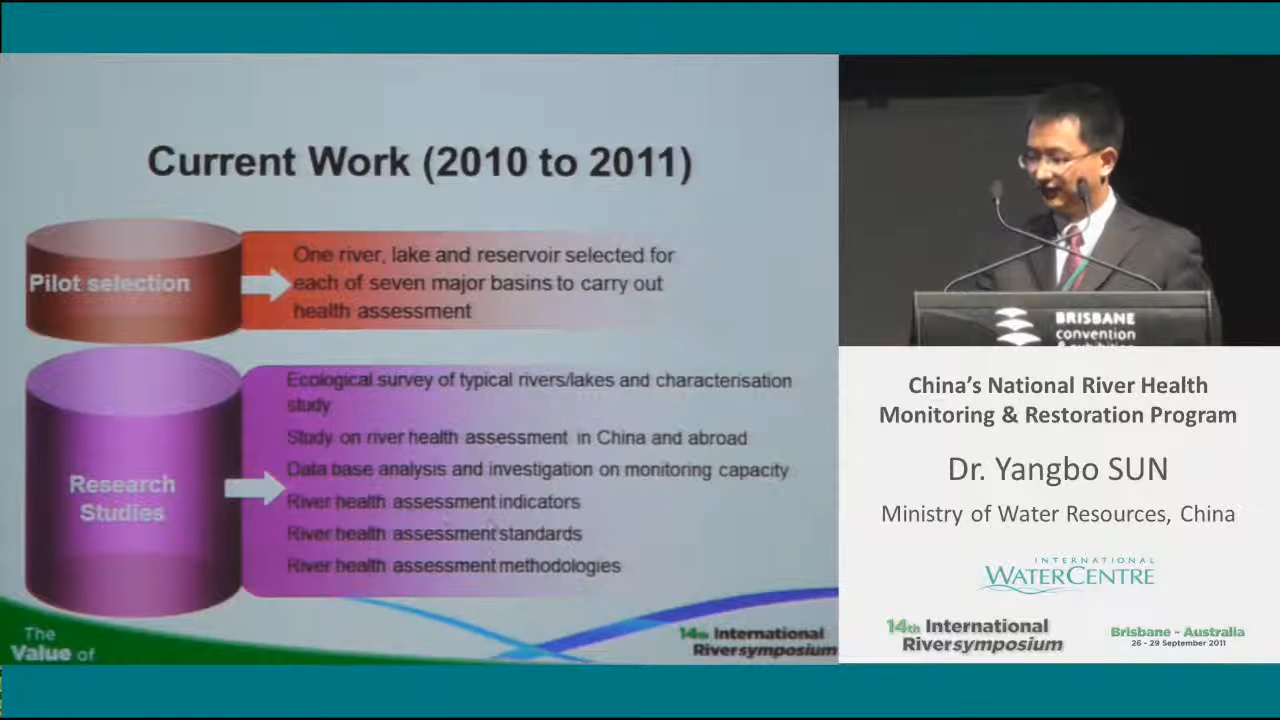 Current Work (2010 to 2011)
Pilot selection
One river, lake and reservoir selected for
each of seven major basins to carry out
health assessment
Research
Studies
Ecological survey of typical rivers/lakes and characterisation
study
Study on river health assessment in China and abroad
Data base analysis and investigation on monitoring capacity
River health assessment indicators
River health assessment standards
River health assessment methodologies
The
Value of
14th International
Riversymposium
BRISBANE
convention
China's National River Health
Monitoring & Restoration Program
Dr. Yangbo SUN
Ministry of Water Resources, China
INTERNATIONAL
WATERCENTRE
14th International
Riversymposium
Brisbane - Australia
26 - 29 September 2011